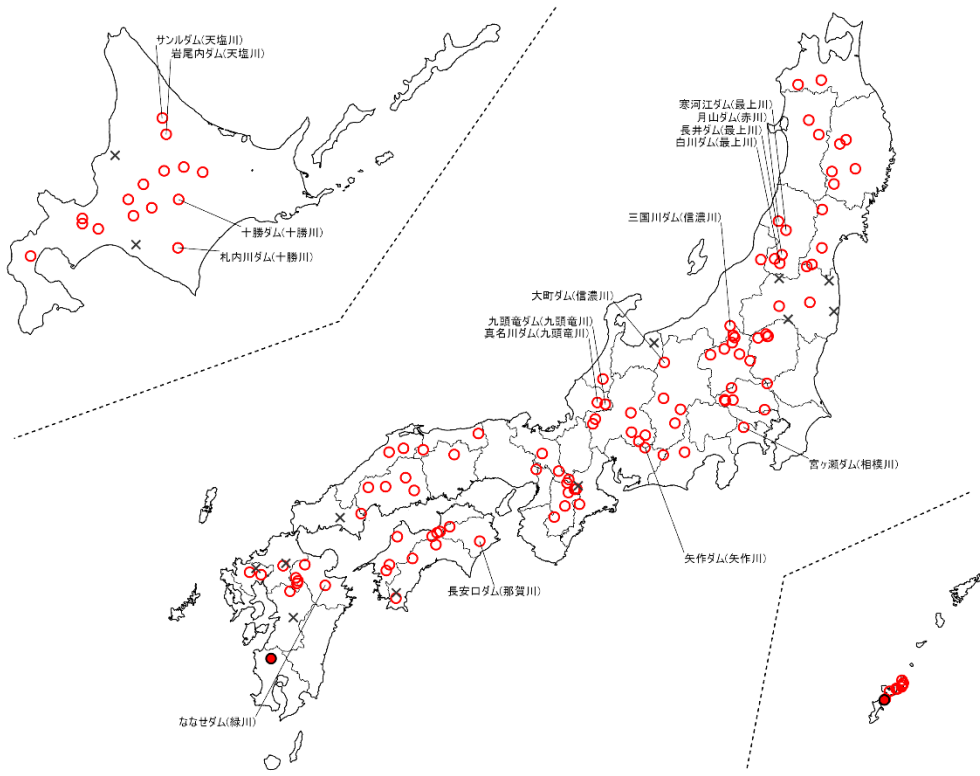 サンルダム(天塩川)
岩尾内ダム(天塩川)
寒河江ダム(最上川)
月山ダム(赤川)
長井ダム(最上川)
白川ダム(最上川)
三国川ダム(信濃川)
十勝ダム(十勝川)
札内川ダム(十勝川)
大町ダム(信濃川)
九頭竜ダム(九頭竜川)
真名川ダム(九頭竜川)
宮ヶ瀬ダム(相模川)
矢作ダム(矢作川)
長安口ダム(那賀川)
ななせダム(緑川)